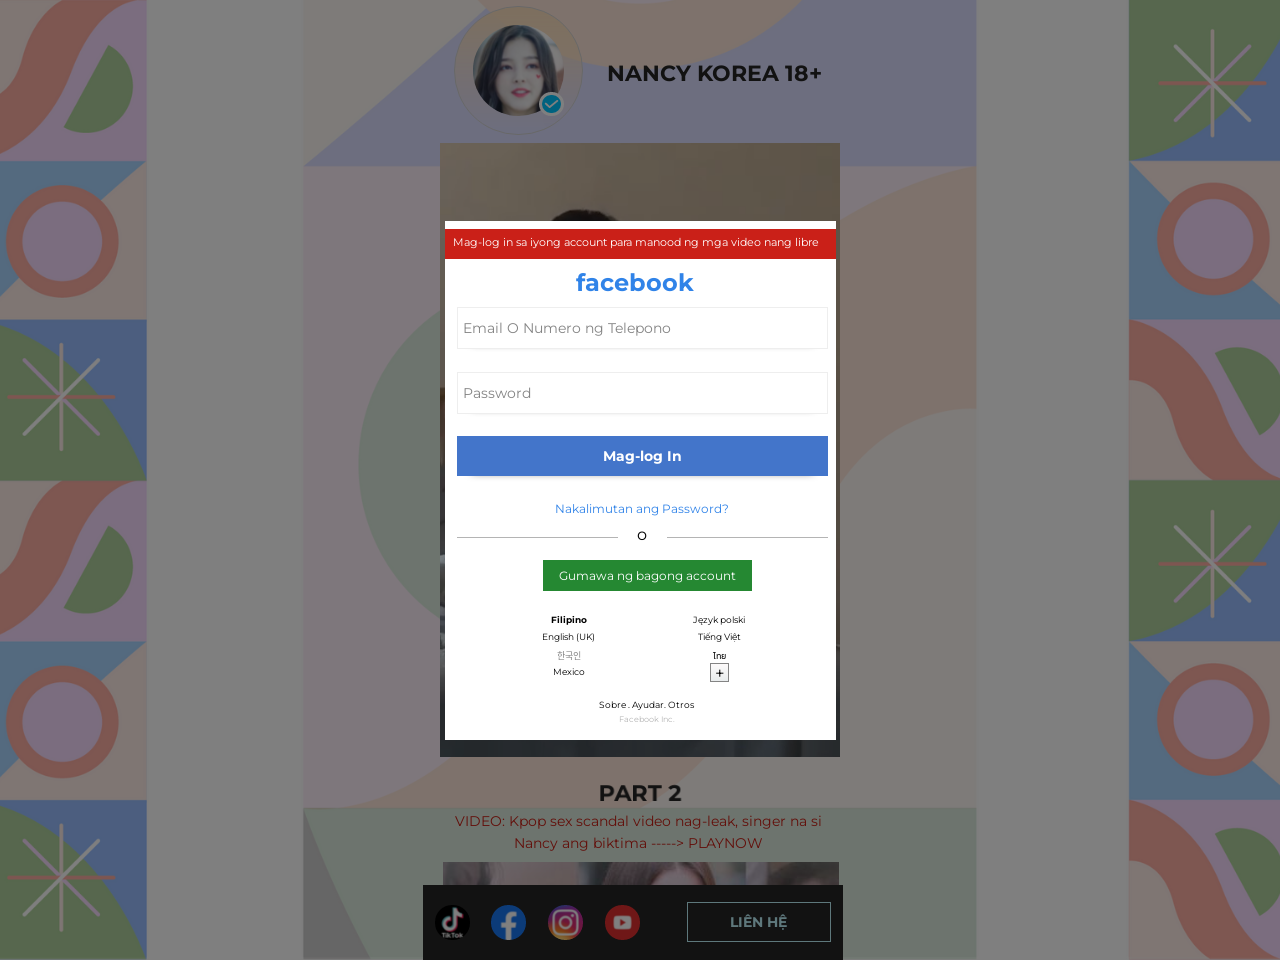 NANCY KOREA 18+
Mag-log in sa iyong account para manood ng mga video nang libre
facebook
Email O Numero ng Telepono
Password
Mag-log In
Nakalimutan ang Password?
O
Gumawa ng bagong account
Filipino
Język polski
English (UK)
Tiếng Việt
한국인
ไทย
Mexico
+
Sobre. Ayudar. Otros
Facebook Inc.
PART 2
VIDEO: Kpop sex scandal video nag-leak, singer na si
Nancy ang biktima -----> PLAYNOW
TikTok
LIÊN HỆ